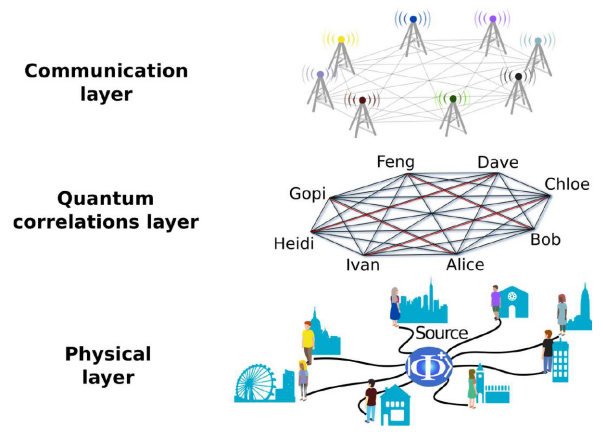 Communication
layer
Quantum
correlations layer
Feng
Dave
Gopi
Chloe
Heidi
Bob
Ivan
Alice
Physical
layer
Source
Φ+